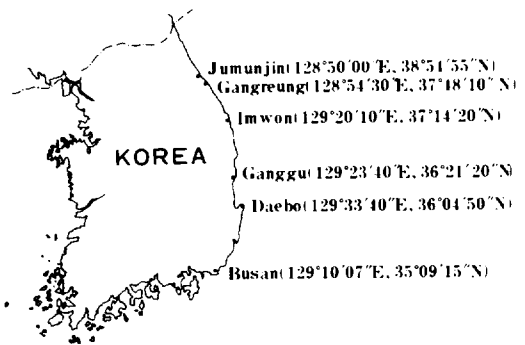 Jumunjin(128°50′00″E, 38°54′55″N)
Gangreung(128°54′30″E, 37°48′10″N)
Imwon(129°20′10″E, 37°14′20″N)
KOREA
Ganggu(129°23′40″E, 36°21′20″N)
Daebo(129°33′40″E, 36°04′50″N)
Busan(129°10′07″E, 35°09′15″N)